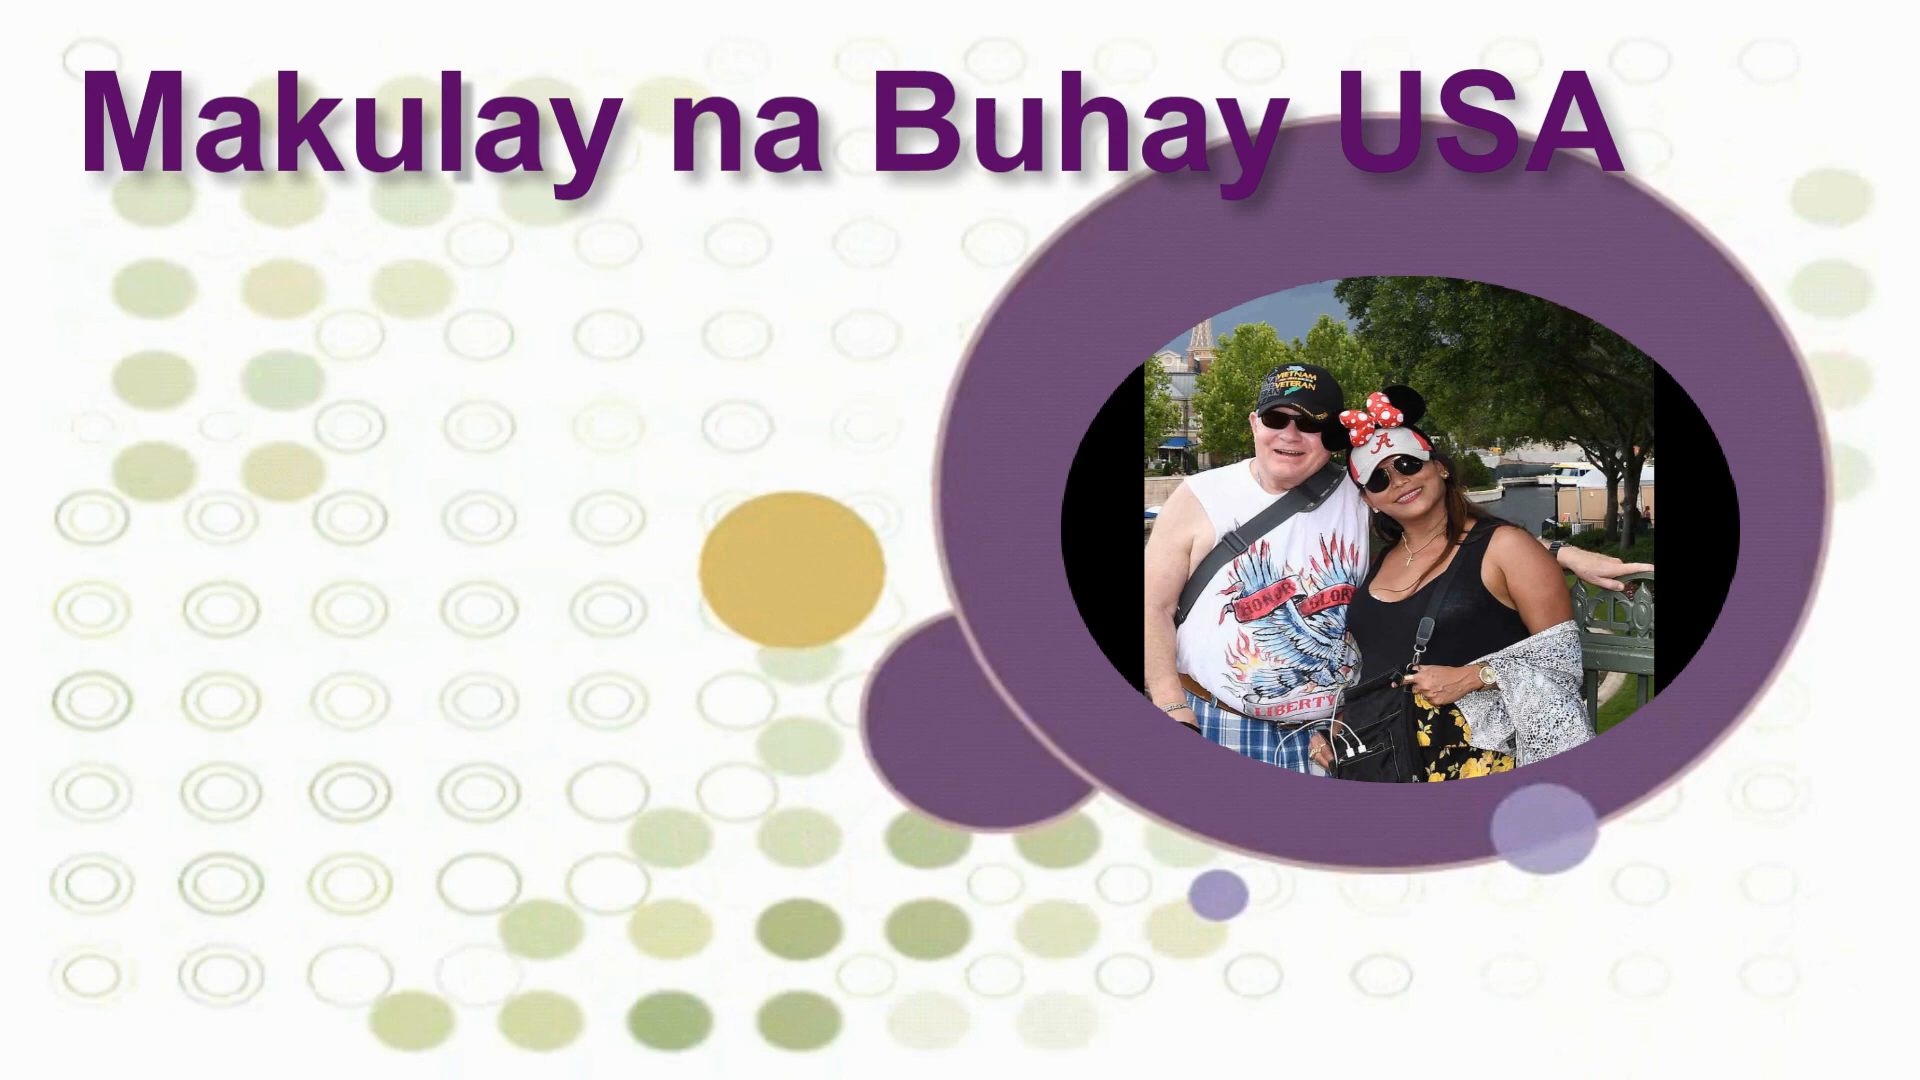 Makulay na Buhay USA
VIETNAM
VETERAN
A
HONOR GLORY
LIBERTY